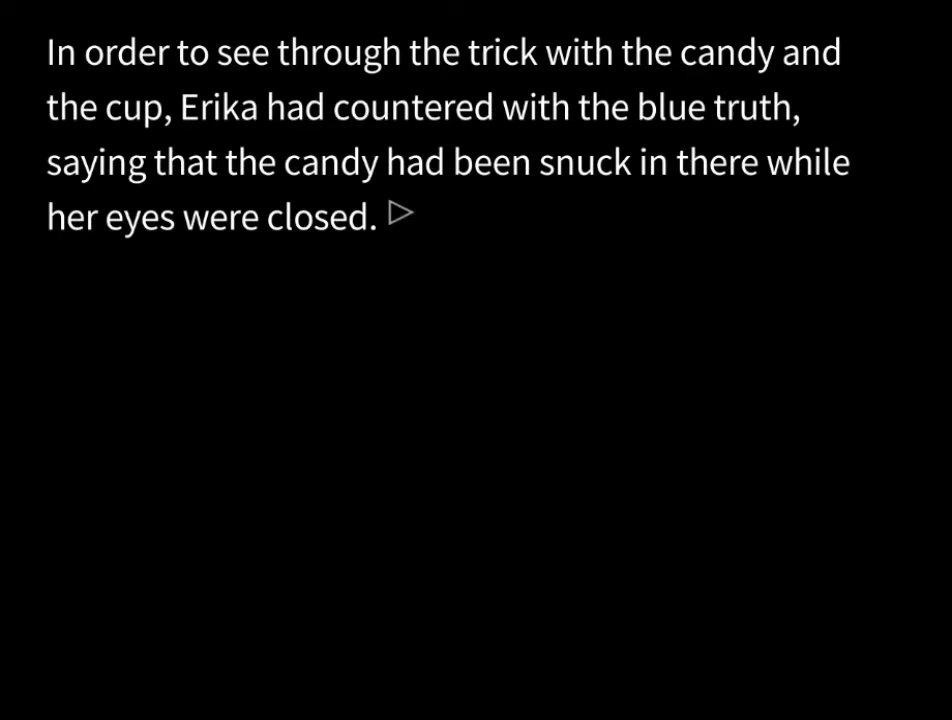 In order to see through the trick with the candy and
the cup, Erika had countered with the blue truth,
saying that the candy had been snuck in there while
her eyes were closed.